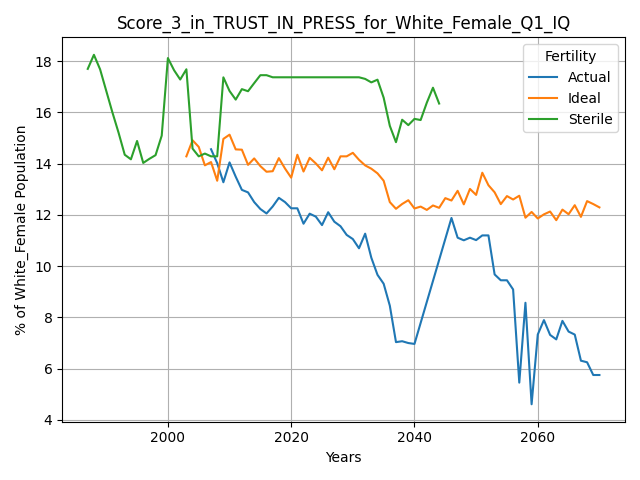 Score_3_in_TRUST_IN_PRESS_for_White_Female_Q1_IQ
Fertility
Actual
Ideal
Sterile
% of White_Female Population
18
16
14
12
10
8
6
4
2000
2020
2040
2060
Years